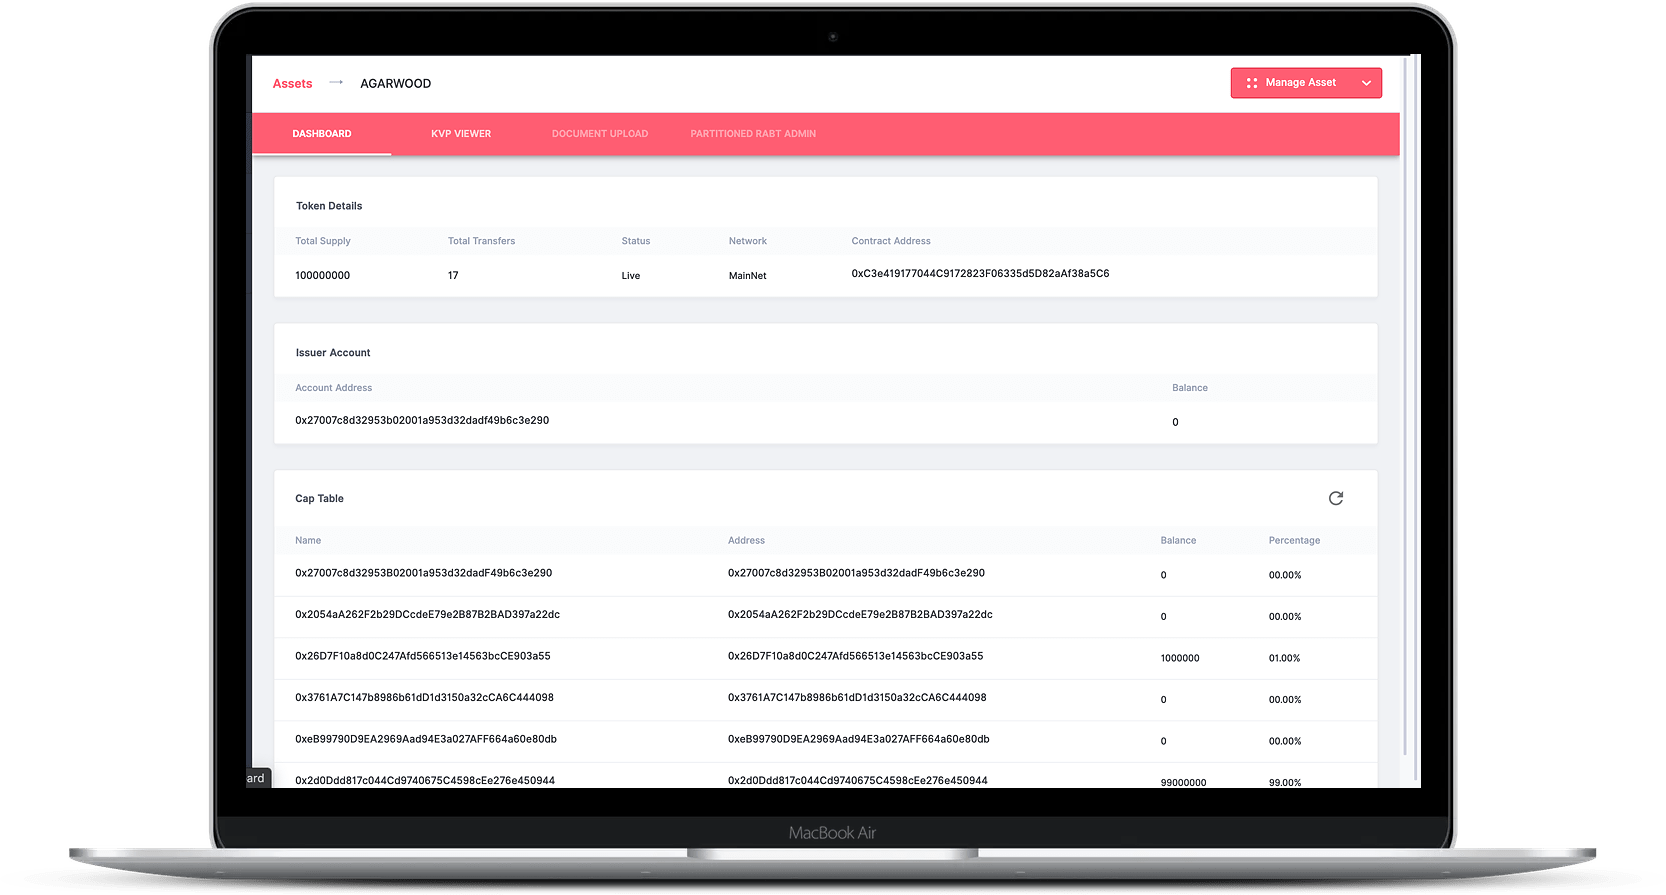 Assets → AGARWOOD
Manage Asset
DASHBOARD KVP VIEWER DOCUMENT UPLOAD PARTITIONED RABT ADMIN
Token Details
Total Supply Total Transfers Status Network Contract Address
100000000 17 Live MainNet 0xC3e419177044C9172823F06335d5D82aAf38a5C6
Issuer Account
Account Address Balance
0x27007c8d32953b02001a953d32dadf49b6c3e290 0
Cap Table
Name Address Balance Percentage
0x27007c8d32953B02001a953d32dadF49b6c3e290 0x27007c8d32953B02001a953d32dadF49b6c3e290 0 00.00%
0x2054aA262F2b29DCcdeE79e2B87B2BAD397a22dc 0x2054aA262F2b29DCcdeE79e2B87B2BAD397a22dc 0 00.00%
0x26D7F10a8d0C247Afd566513e14563bcCE903a55 0x26D7F10a8d0C247Afd566513e14563bcCE903a55 1000000 01.00%
0x3761A7C147b8986b61dD1d3150a32cCA6C444098 0x3761A7C147b8986b61dD1d3150a32cCA6C444098 0 00.00%
0xeB99790D9EA2969Aad94E3a027AFF664a60e80db 0xeB99790D9EA2969Aad94E3a027AFF664a60e80db 0 00.00%
0x2d0Ddd817c044Cd9740675C4598cEe276e450944 0x2d0Ddd817c044Cd9740675C4598cEe276e450944 99000000 99.00%
ard
MacBook Air